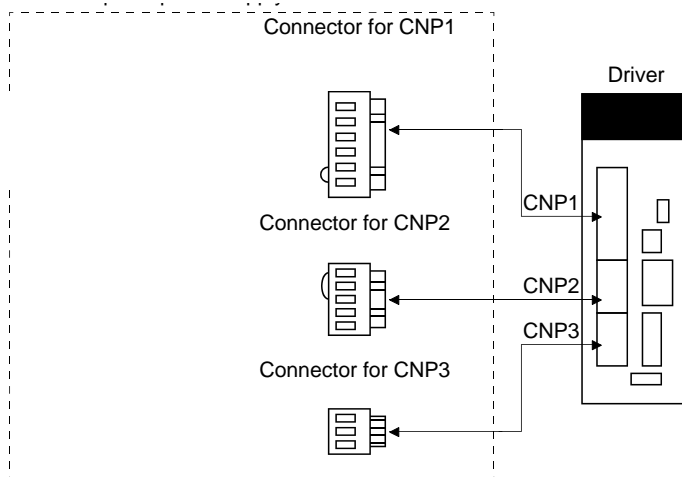 Connector for CNP1
Driver
CNP1
Connector for CNP2
CNP2
CNP3
Connector for CNP3